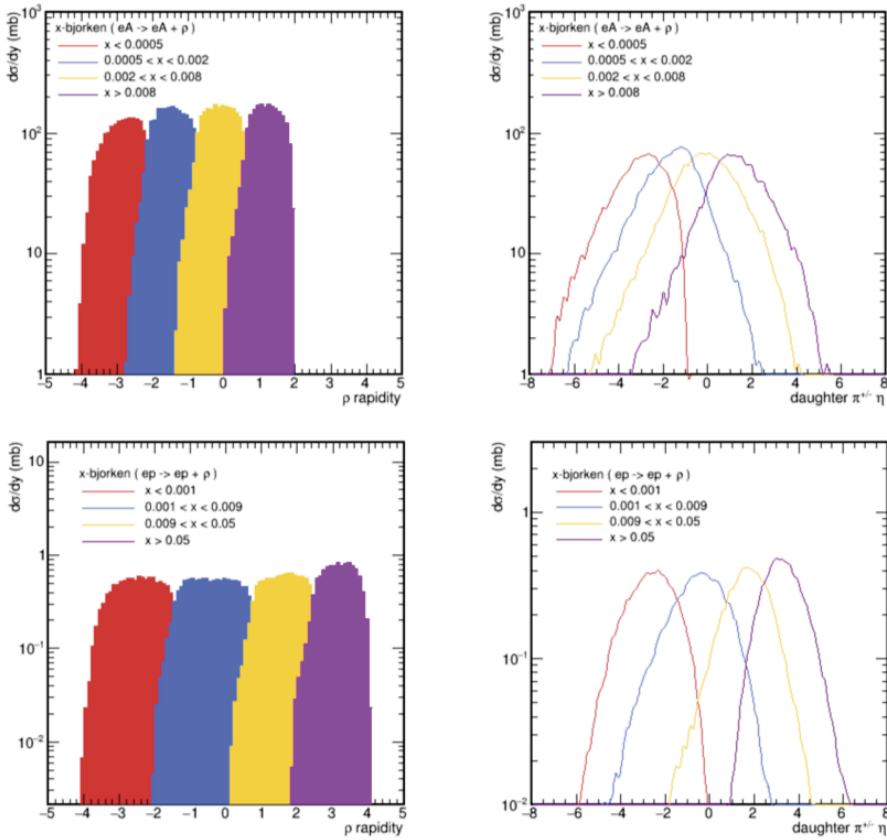 dσ/dy (mb)
10³
10²
10
1
x-bjorken ( eA -> eA + ρ )
x < 0.0005
0.0005 < x < 0.002
0.002 < x < 0.008
x > 0.008
−5 −4 −3 −2 −1 0 1 2 3 4 5
ρ rapidity
dσ/dy (mb)
10³
10²
10
1
x-bjorken ( eA -> eA + ρ )
x < 0.0005
0.0005 < x < 0.002
0.002 < x < 0.008
x > 0.008
−8 −6 −4 −2 0 2 4 6 8
daughter π⁺/⁻ η
dσ/dy (mb)
10
1
10⁻¹
10⁻²
x-bjorken ( ep -> ep + ρ )
x < 0.001
0.001 < x < 0.009
0.009 < x < 0.05
x > 0.05
−5 −4 −3 −2 −1 0 1 2 3 4 5
ρ rapidity
dσ/dy (mb)
1
10⁻¹
10⁻²
x-bjorken ( ep -> ep + ρ )
x < 0.001
0.001 < x < 0.009
0.009 < x < 0.05
x > 0.05
−8 −6 −4 −2 0 2 4 6 8
daughter π⁺/⁻ η